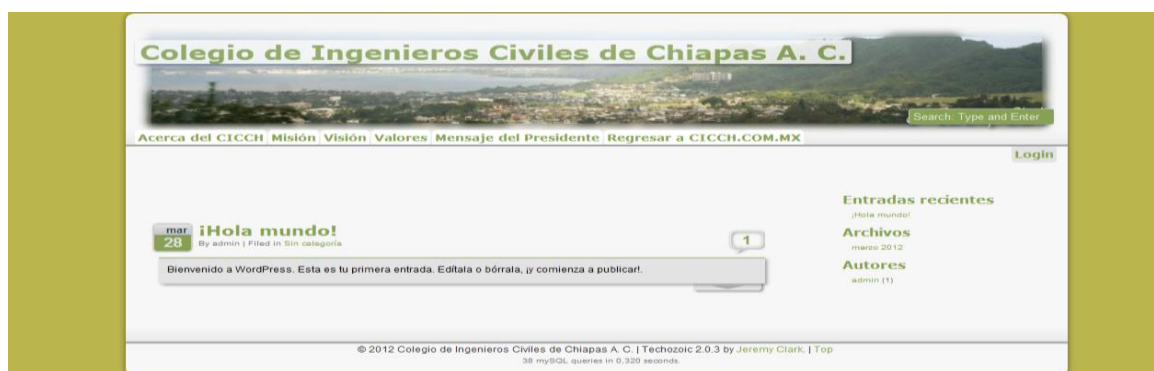 Colegio de Ingenieros Civiles de Chiapas A. C.
Search: Type and Enter
Acerca del CICCH Misión Visión Valores Mensaje del Presidente Regresar a CICCH.COM.MX
Login
Entradas recientes
¡Hola mundo!
Archivos
marzo 2012
Autores
admin (1)
mar
28
¡Hola mundo!
By admin | Filed in Sin categoría
1
Bienvenido a WordPress. Esta es tu primera entrada. Edítala o bórrala, ¡y comienza a publicar!.
© 2012 Colegio de Ingenieros Civiles de Chiapas A. C. | Techozoic 2.0.3 by Jeremy Clark. | Top
38 mySQL queries in 0,320 seconds.